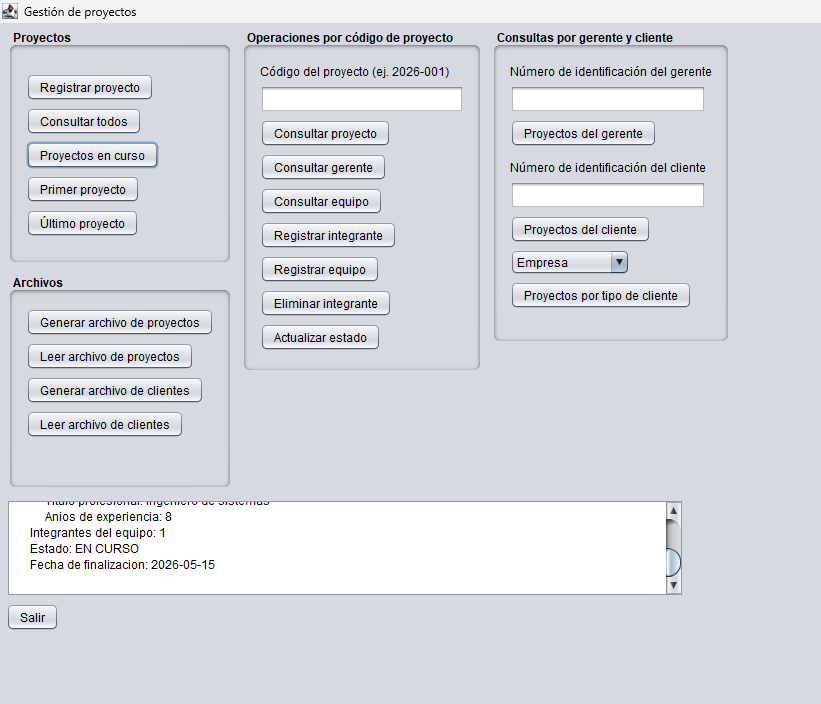 Gestión de proyectos
Proyectos
Registrar proyecto
Consultar todos
Proyectos en curso
Primer proyecto
Último proyecto
Archivos
Generar archivo de proyectos
Leer archivo de proyectos
Generar archivo de clientes
Leer archivo de clientes
Operaciones por código de proyecto
Código del proyecto (ej. 2026-001)
Consultar proyecto
Consultar gerente
Consultar equipo
Registrar integrante
Registrar equipo
Eliminar integrante
Actualizar estado
Consultas por gerente y cliente
Número de identificación del gerente
Proyectos del gerente
Número de identificación del cliente
Proyectos del cliente
Empresa
Proyectos por tipo de cliente
Titulo profesional: Ingeniero de sistemas
Anios de experiencia: 8
Integrantes del equipo: 1
Estado: EN CURSO
Fecha de finalizacion: 2026-05-15
Salir